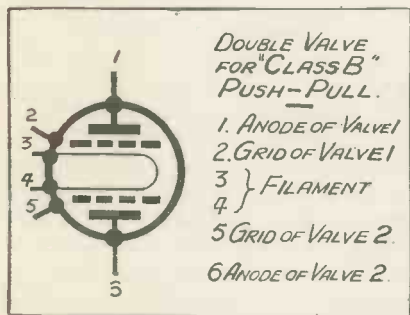 1
2
3
4
5
6
DOUBLE VALVE
FOR "CLASS B"
PUSH-PULL.
1. ANODE OF VALVE 1
2. GRID OF VALVE 1
3
4 } FILAMENT
5 GRID OF VALVE 2.
6 ANODE OF VALVE 2.